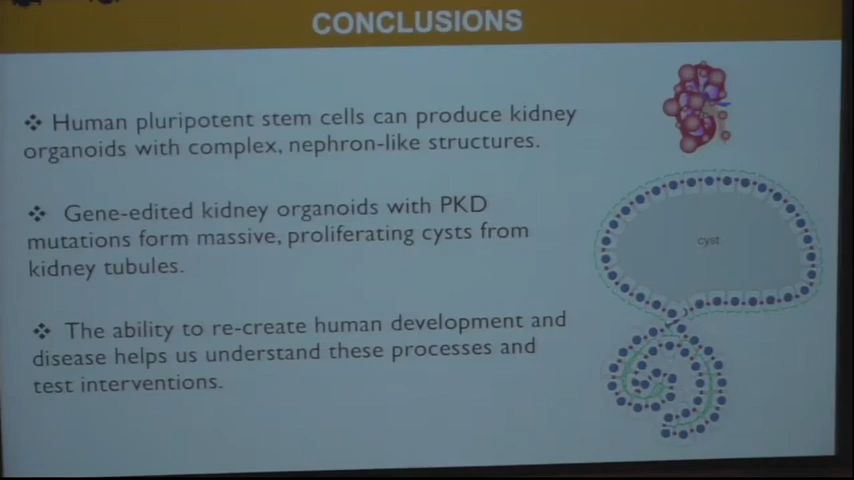 CONCLUSIONS
❖ Human pluripotent stem cells can produce kidney
organoids with complex, nephron-like structures.
❖ Gene-edited kidney organoids with PKD
mutations form massive, proliferating cysts from
kidney tubules.
cyst
❖ The ability to re-create human development and
disease helps us understand these processes and
test interventions.